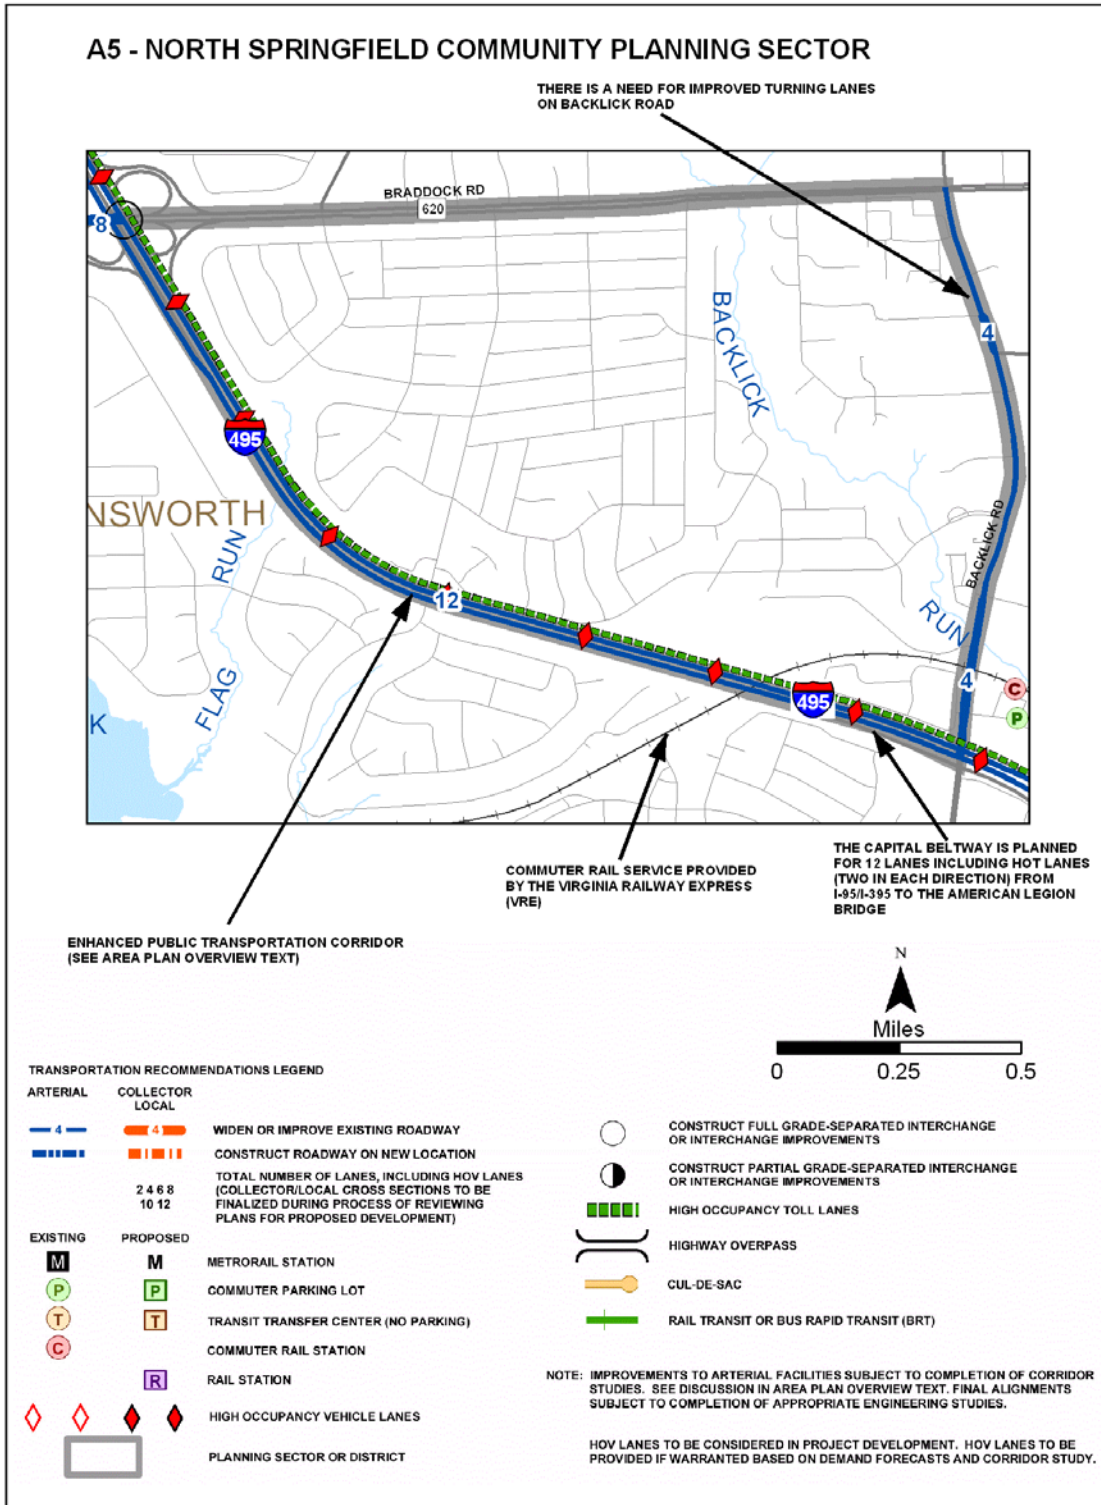 A5 - NORTH SPRINGFIELD COMMUNITY PLANNING SECTOR
THERE IS A NEED FOR IMPROVED TURNING LANES
ON BACKLICK ROAD
BRADDOCK RD
620
8
BACKLICK
4
495
NSWORTH
RUN
BACKLICK RD
12
RUN
FLAG
4
C
495
P
K
COMMUTER RAIL SERVICE PROVIDED
BY THE VIRGINIA RAILWAY EXPRESS
(VRE)
THE CAPITAL BELTWAY IS PLANNED
FOR 12 LANES INCLUDING HOT LANES
(TWO IN EACH DIRECTION) FROM
I-95/I-395 TO THE AMERICAN LEGION
BRIDGE
ENHANCED PUBLIC TRANSPORTATION CORRIDOR
(SEE AREA PLAN OVERVIEW TEXT)
N
Miles
0 0.25 0.5
TRANSPORTATION RECOMMENDATIONS LEGEND
ARTERIAL COLLECTOR
LOCAL
4 4 WIDEN OR IMPROVE EXISTING ROADWAY
CONSTRUCT ROADWAY ON NEW LOCATION
2 4 6 8
10 12
TOTAL NUMBER OF LANES, INCLUDING HOV LANES
(COLLECTOR/LOCAL CROSS SECTIONS TO BE
FINALIZED DURING PROCESS OF REVIEWING
PLANS FOR PROPOSED DEVELOPMENT)
EXISTING PROPOSED
M M METRORAIL STATION
P P COMMUTER PARKING LOT
T T TRANSIT TRANSFER CENTER (NO PARKING)
C COMMUTER RAIL STATION
R RAIL STATION
HIGH OCCUPANCY VEHICLE LANES
PLANNING SECTOR OR DISTRICT
CONSTRUCT FULL GRADE-SEPARATED INTERCHANGE
OR INTERCHANGE IMPROVEMENTS
CONSTRUCT PARTIAL GRADE-SEPARATED INTERCHANGE
OR INTERCHANGE IMPROVEMENTS
HIGH OCCUPANCY TOLL LANES
HIGHWAY OVERPASS
CUL-DE-SAC
RAIL TRANSIT OR BUS RAPID TRANSIT (BRT)
NOTE: IMPROVEMENTS TO ARTERIAL FACILITIES SUBJECT TO COMPLETION OF CORRIDOR
STUDIES. SEE DISCUSSION IN AREA PLAN OVERVIEW TEXT. FINAL ALIGNMENTS
SUBJECT TO COMPLETION OF APPROPRIATE ENGINEERING STUDIES.
HOV LANES TO BE CONSIDERED IN PROJECT DEVELOPMENT. HOV LANES TO BE
PROVIDED IF WARRANTED BASED ON DEMAND FORECASTS AND CORRIDOR STUDY.